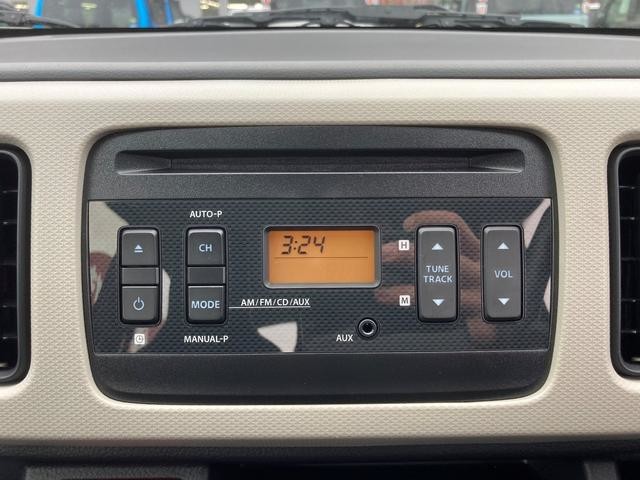 AUTO-P
CH
3:24
H
TUNE
TRACK
VOL
MODE
AM/FM/CD/AUX
M
MANUAL-P
AUX